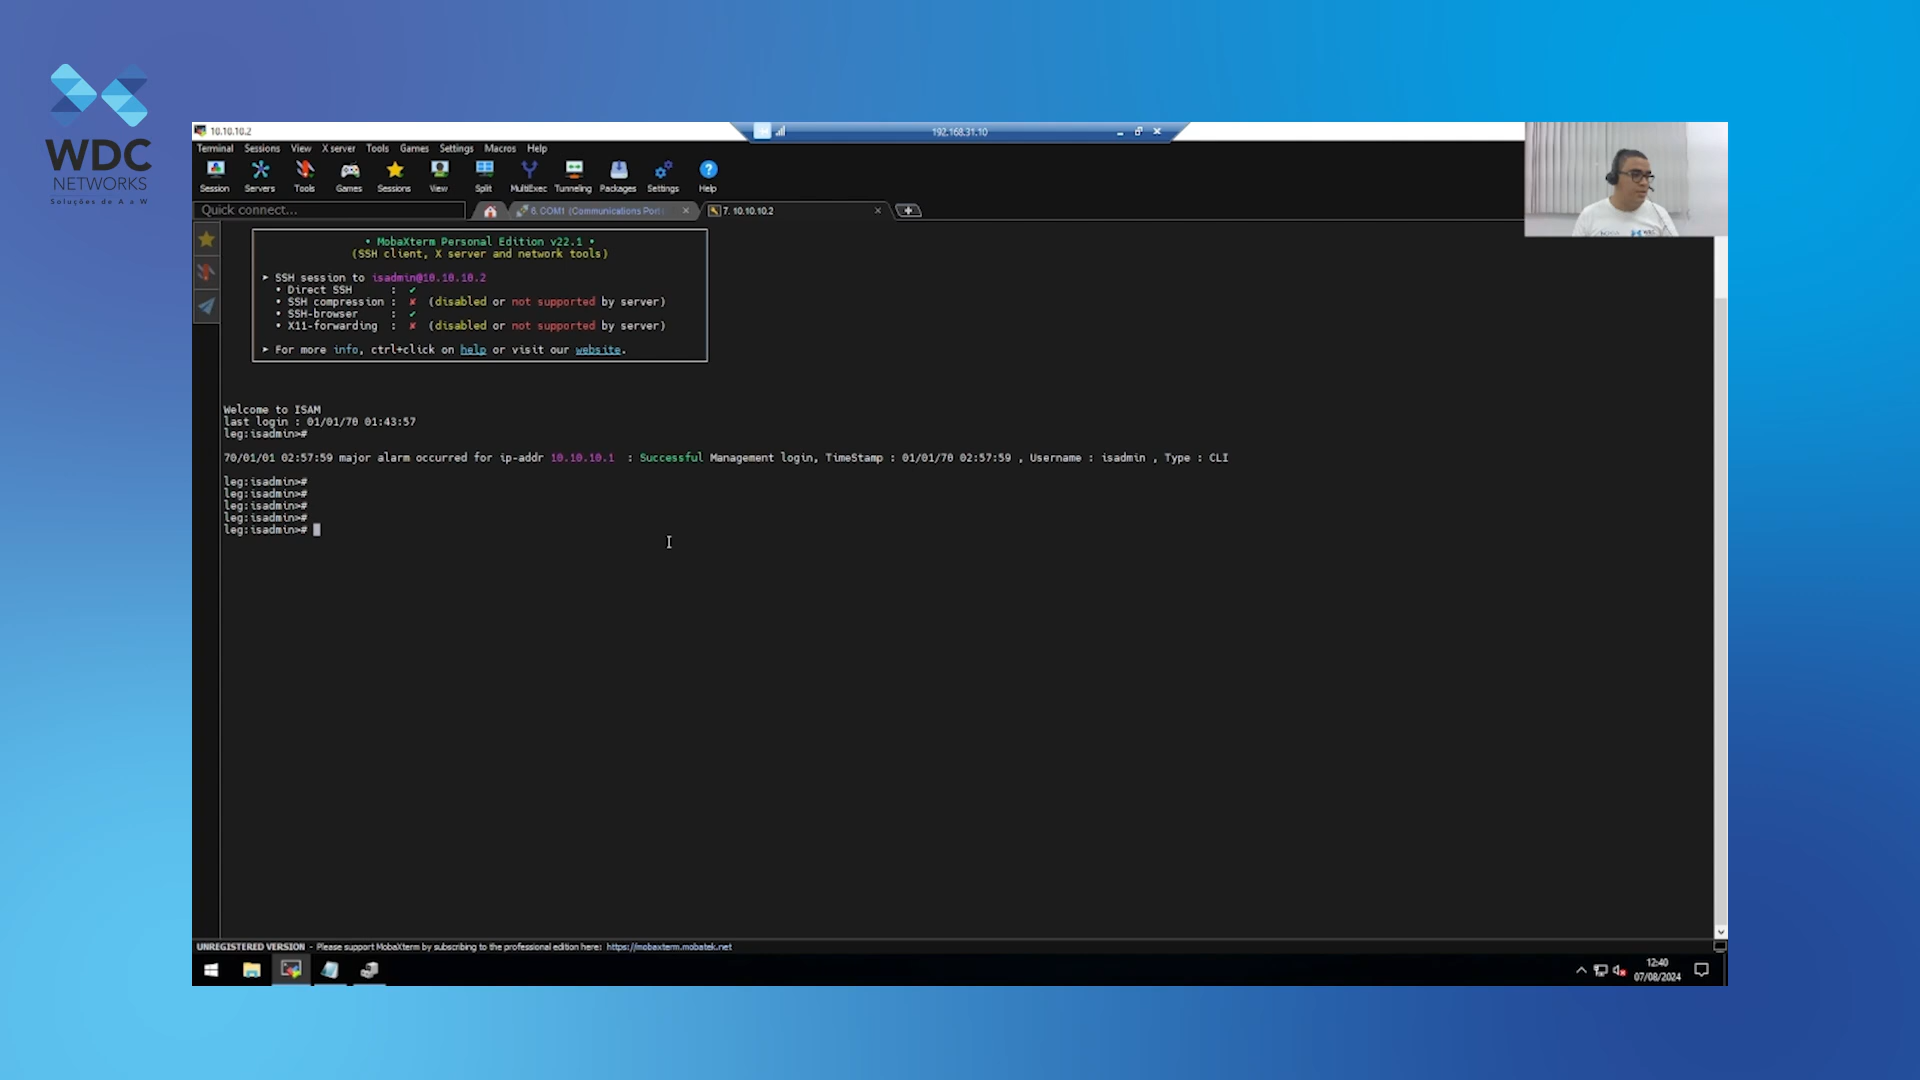 WDC
NETWORKS
Soluções de A a W
10.10.10.2
192.168.31.10
Terminal Sessions View X server Tools Games Settings Macros Help
Session Servers Tools Games Sessions View Split MultiExec Tunneling Packages Settings Help
Quick connect...
6. COM1 (Communications Port
7. 10.10.10.2
• MobaXterm Personal Edition v22.1 •
(SSH client, X server and network tools)
➤ SSH session to isadmin@10.10.10.2
• Direct SSH : ✔
• SSH compression : ✘ (disabled or not supported by server)
• SSH-browser : ✔
• X11-forwarding : ✘ (disabled or not supported by server)
➤ For more info, ctrl+click on help or visit our website.
Welcome to ISAM
last login : 01/01/70 01:43:57
leg:isadmin>#
70/01/01 02:57:59 major alarm occurred for ip-addr 10.10.10.1 : Successful Management login, TimeStamp : 01/01/70 02:57:59 , Username : isadmin , Type : CLI
leg:isadmin>#
leg:isadmin>#
leg:isadmin>#
leg:isadmin>#
leg:isadmin>#
UNREGISTERED VERSION - Please support MobaXterm by subscribing to the professional edition here: https://mobaxterm.mobatek.net
12:40
07/08/2024